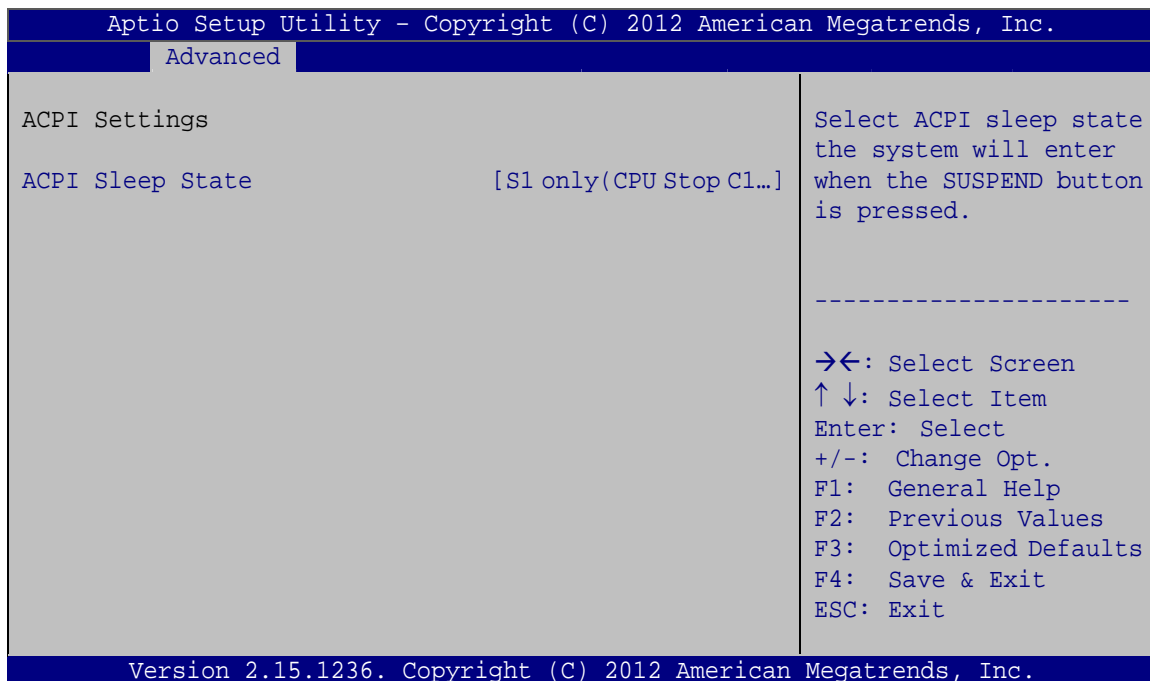 Aptio Setup Utility – Copyright (C) 2012 American Megatrends, Inc.
Advanced
ACPI Settings
ACPI Sleep State [S1 only(CPU Stop C1…]
Select ACPI sleep state
the system will enter
when the SUSPEND button
is pressed.
----------------------
→←: Select Screen
↑ ↓: Select Item
Enter: Select
+/-: Change Opt.
F1: General Help
F2: Previous Values
F3: Optimized Defaults
F4: Save & Exit
ESC: Exit
Version 2.15.1236. Copyright (C) 2012 American Megatrends, Inc.